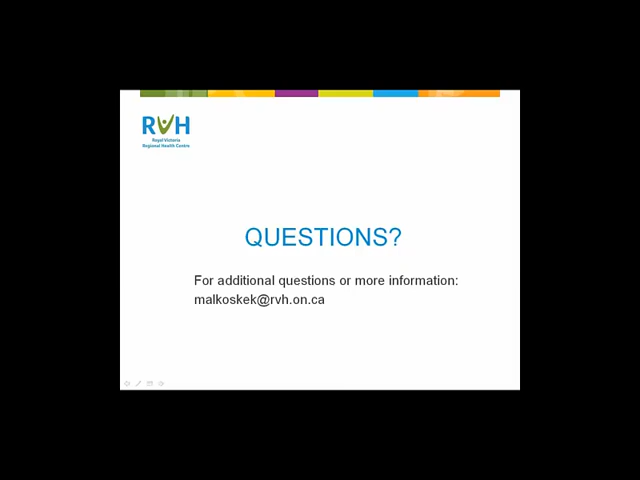 RVH
Royal Victoria
Regional Health Centre
QUESTIONS?
For additional questions or more information:
malkoskek@rvh.on.ca